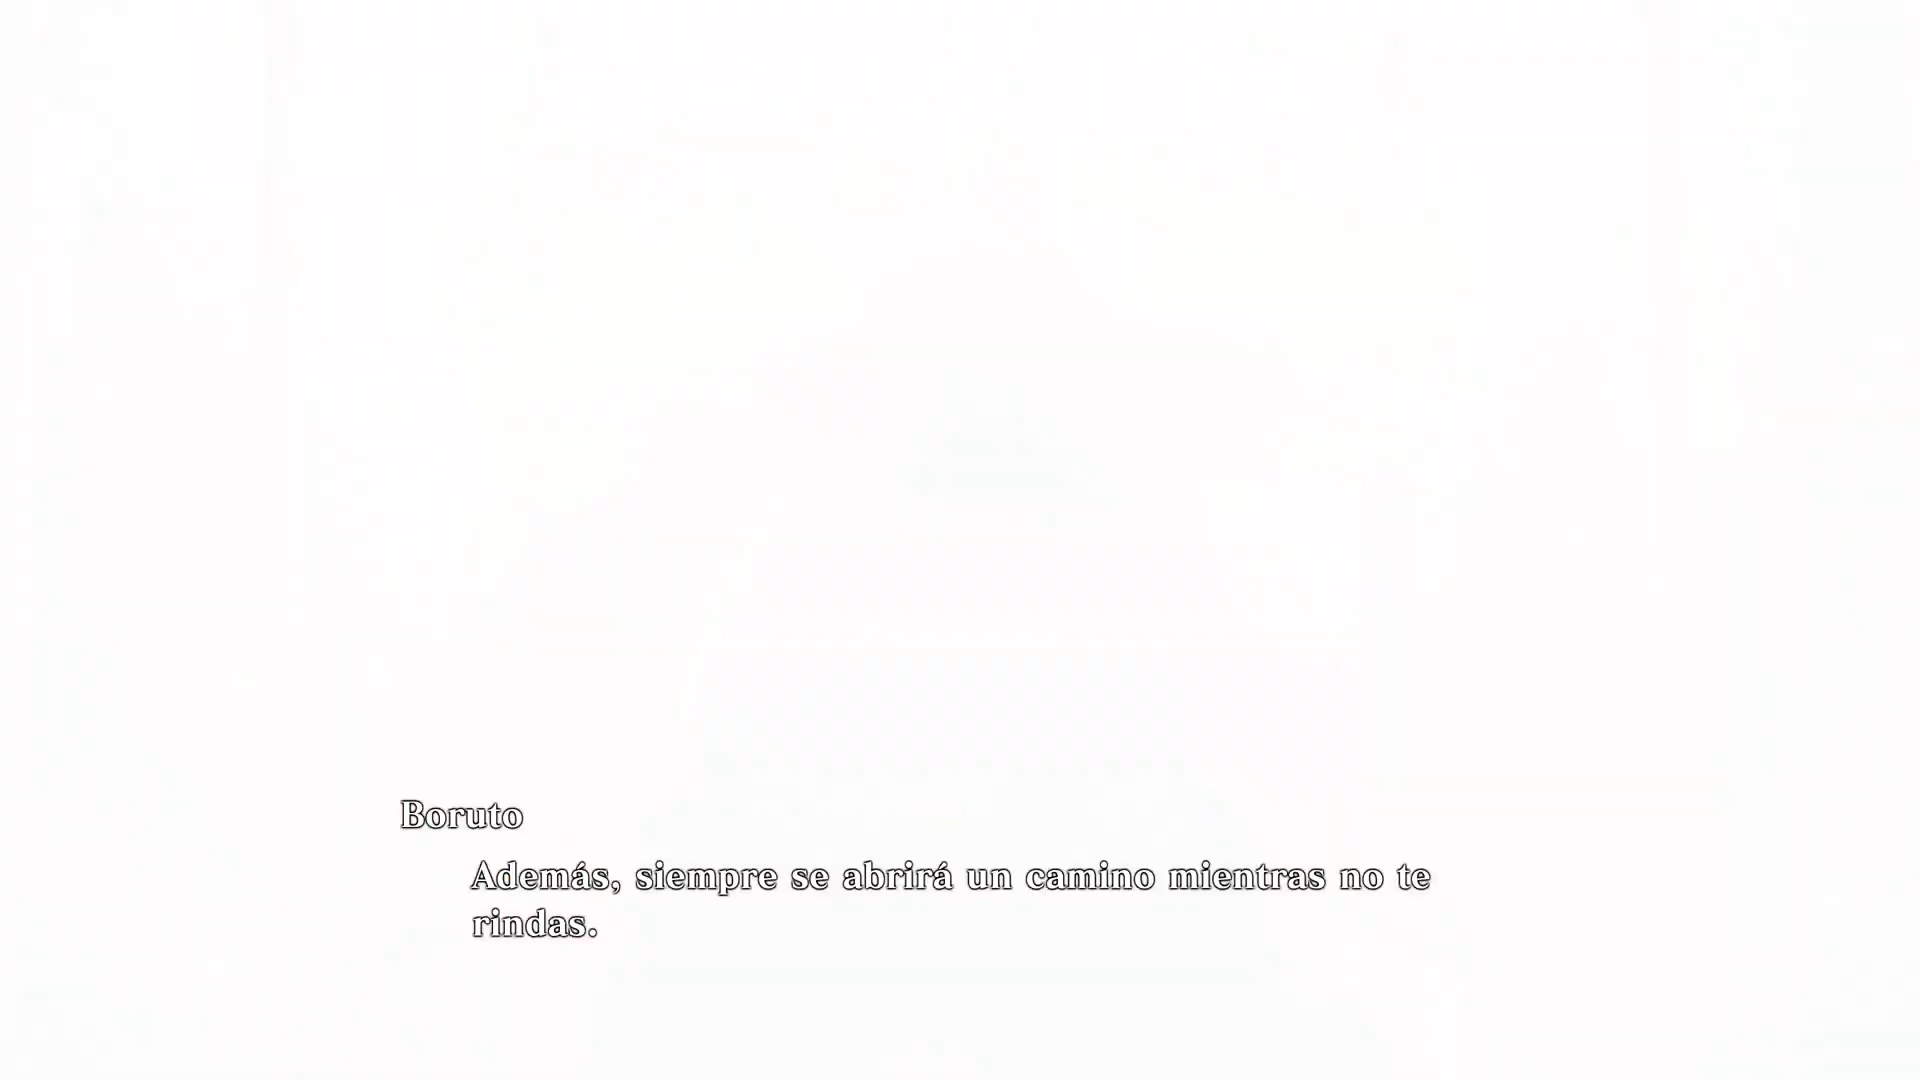 Boruto
Además, siempre se abrirá un camino mientras no te
rindas.